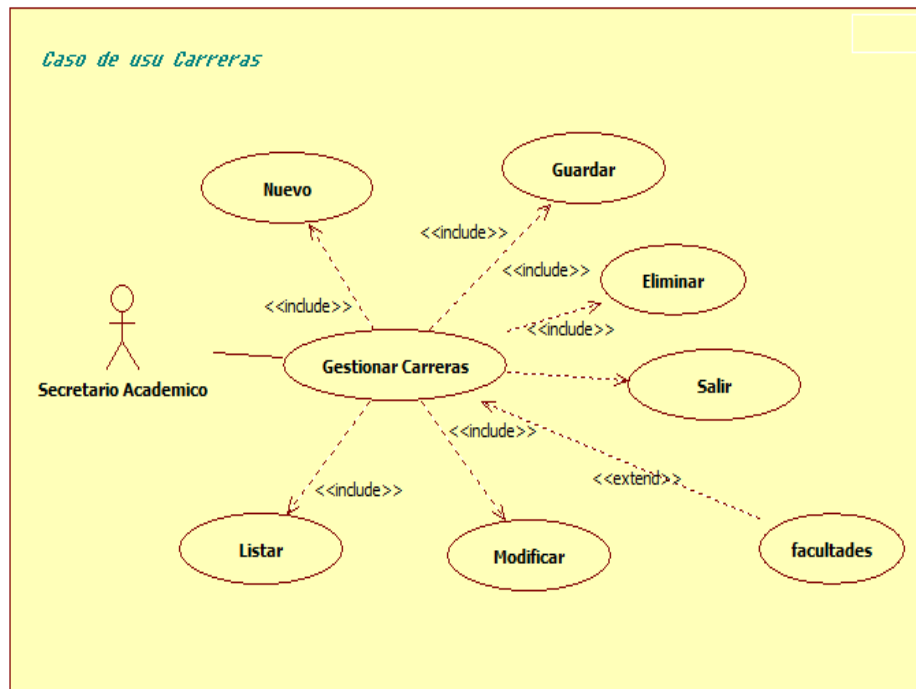 Caso de usu Carreras
Guardar
Nuevo
<<include>>
<<include>>
Eliminar
<<include>>
<<include>>
Gestionar Carreras
Salir
Secretario Academico
<<include>>
<<extend>>
<<include>>
Listar
Modificar
facultades